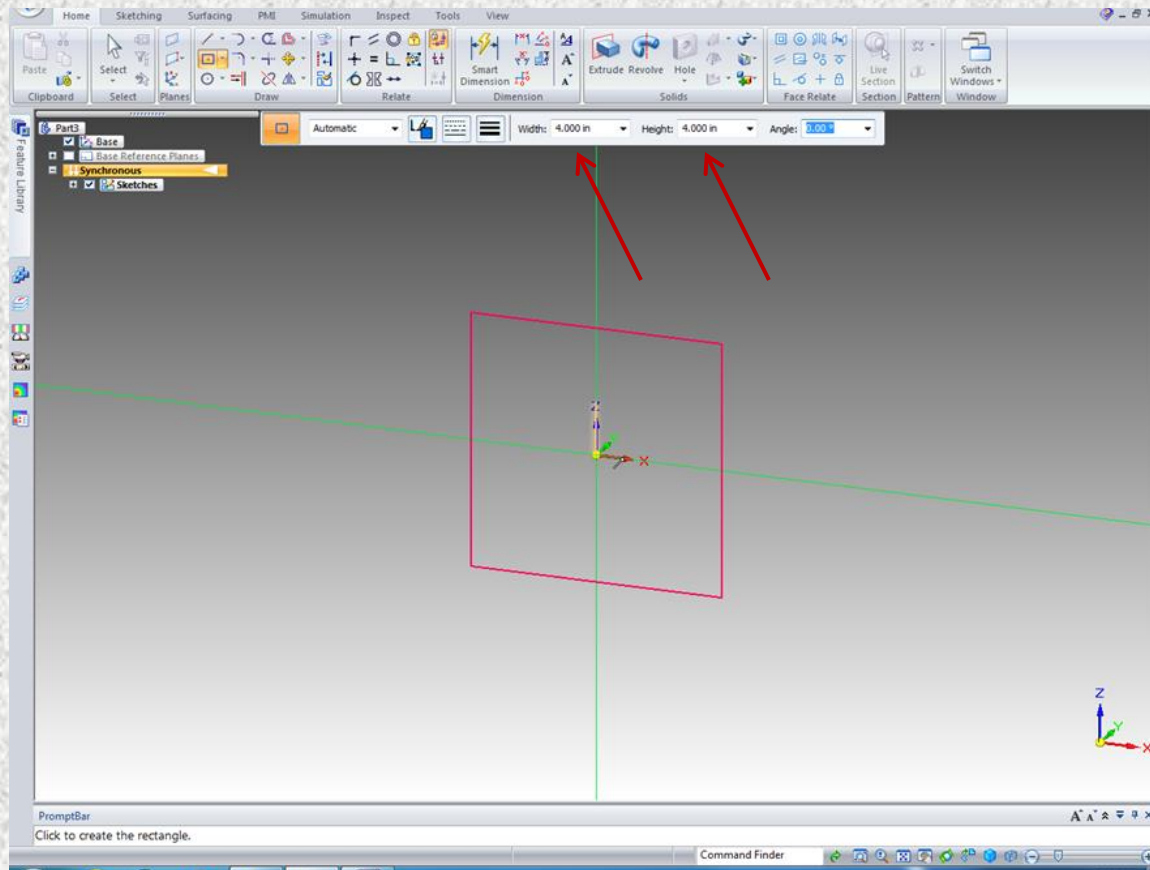 Home Sketching Surfacing PMI Simulation Inspect Tools View
Paste
Select
Smart Dimension
Extrude Revolve Hole
Live Section
Switch Windows
Clipboard Select Planes Draw Relate Dimension Solids Face Relate Section Pattern Window
Part3
Automatic Width: 4.000 in Height: 4.000 in Angle: 0.00 °
Base
Base Reference Planes
Synchronous
Sketches
Feature Library
Z
Y
X
Z
Y
X
PromptBar
Click to create the rectangle.
Command Finder